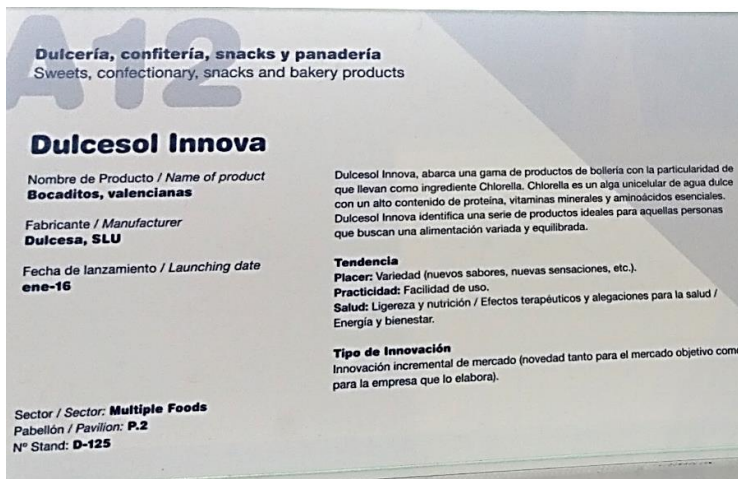 A12
Dulcería, confitería, snacks y panadería
Sweets, confectionary, snacks and bakery products
Dulcesol Innova
Nombre de Producto / Name of product
Bocaditos, valencianas
Fabricante / Manufacturer
Dulcesa, SLU
Fecha de lanzamiento / Launching date
ene-16
Dulcesol Innova, abarca una gama de productos de bollería con la particularidad de
que llevan como ingrediente Chlorella. Chlorella es un alga unicelular de agua dulce
con un alto contenido de proteína, vitaminas minerales y aminoácidos esenciales.
Dulcesol Innova identifica una serie de productos ideales para aquellas personas
que buscan una alimentación variada y equilibrada.
Tendencia
Placer: Variedad (nuevos sabores, nuevas sensaciones, etc.).
Practicidad: Facilidad de uso.
Salud: Ligereza y nutrición / Efectos terapéuticos y alegaciones para la salud /
Energía y bienestar.
Tipo de Innovación
Innovación incremental de mercado (novedad tanto para el mercado objetivo como
para la empresa que lo elabora).
Sector / Sector: Multiple Foods
Pabellón / Pavilion: P.2
Nº Stand: D-125